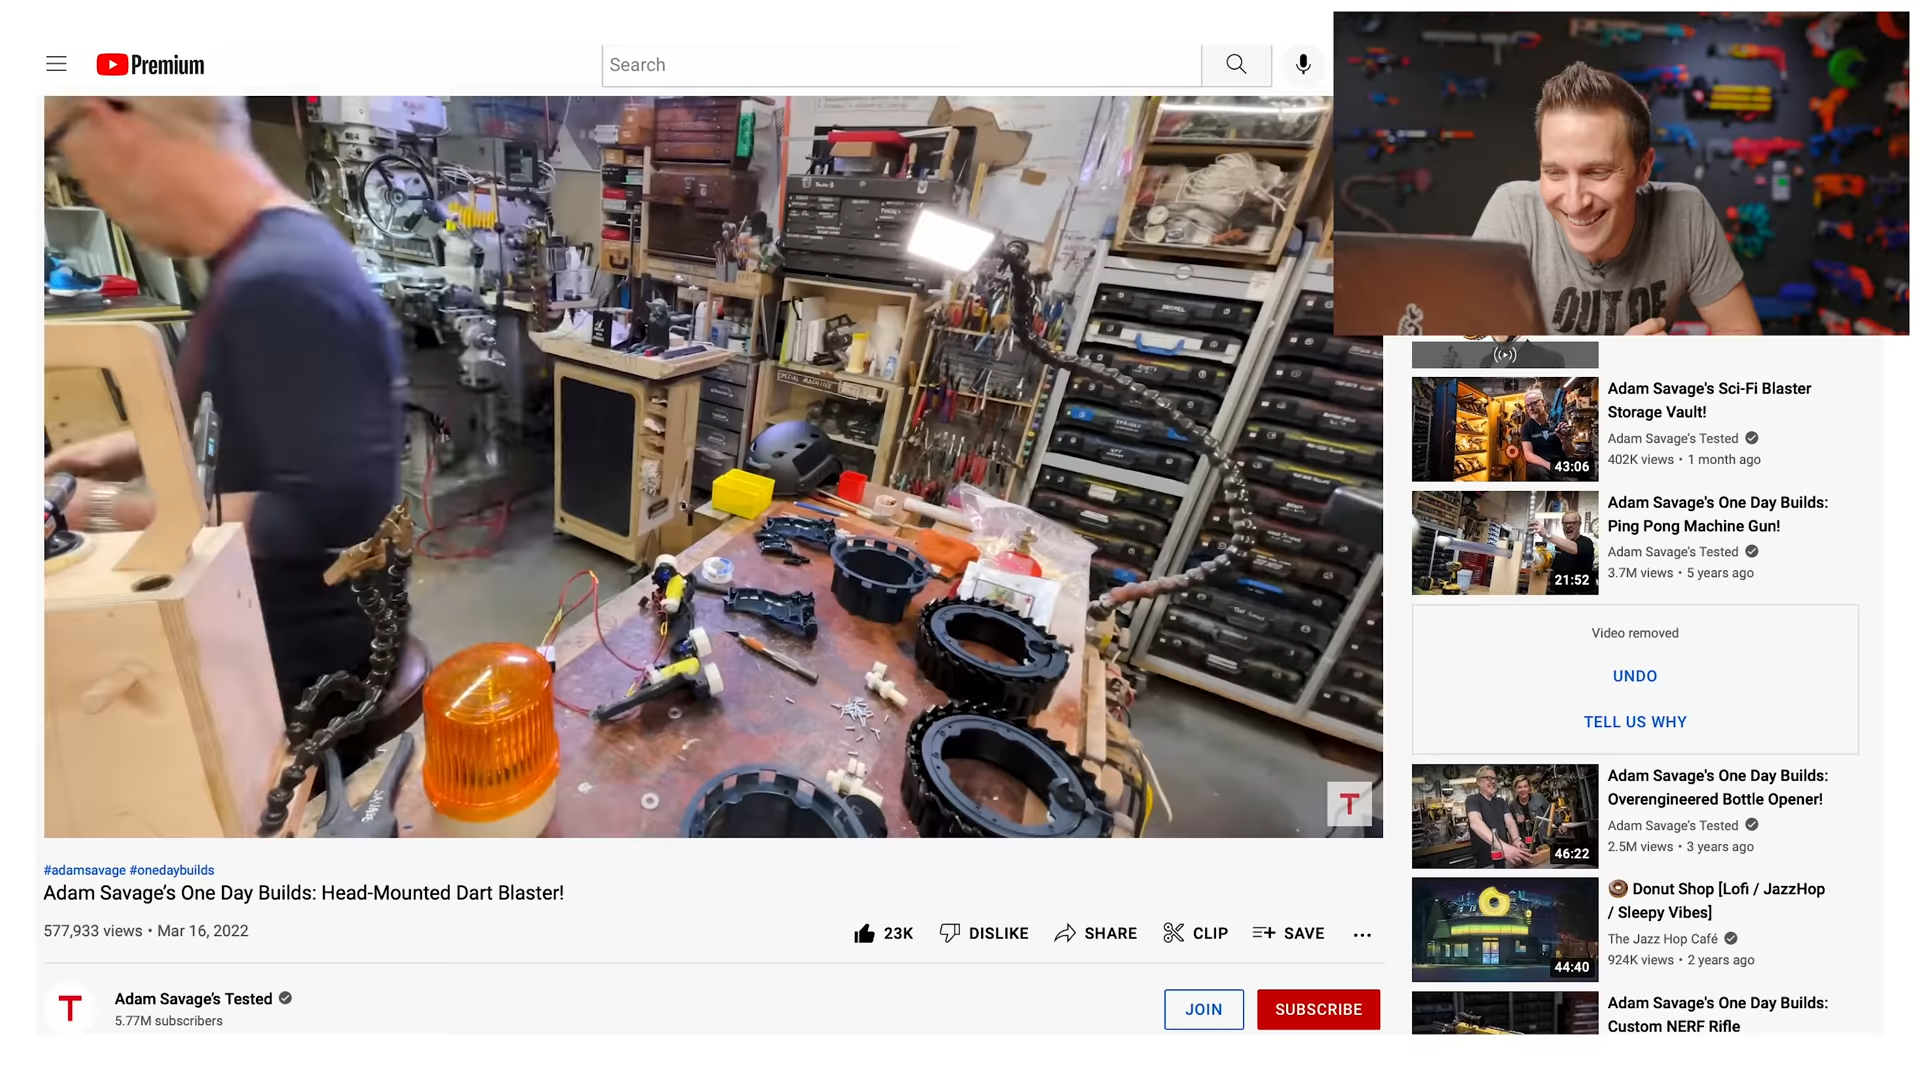 Premium
Search
OUT OF
SPECIAL MACHINE
SAVAGE
T
#adamsavage #onedaybuilds
Adam Savage's One Day Builds: Head-Mounted Dart Blaster!
577,933 views • Mar 16, 2022
23K
DISLIKE
SHARE
CLIP
SAVE
T
Adam Savage's Tested
5.77M subscribers
JOIN
SUBSCRIBE
Adam Savage's Sci-Fi Blaster
Storage Vault!
Adam Savage's Tested
402K views • 1 month ago
43:06
Adam Savage's One Day Builds:
Ping Pong Machine Gun!
Adam Savage's Tested
3.7M views • 5 years ago
21:52
Video removed
UNDO
TELL US WHY
Adam Savage's One Day Builds:
Overengineered Bottle Opener!
Adam Savage's Tested
2.5M views • 3 years ago
46:22
🍩 Donut Shop [Lofi / JazzHop
/ Sleepy Vibes]
The Jazz Hop Café
924K views • 2 years ago
44:40
Adam Savage's One Day Builds:
Custom NERF Rifle